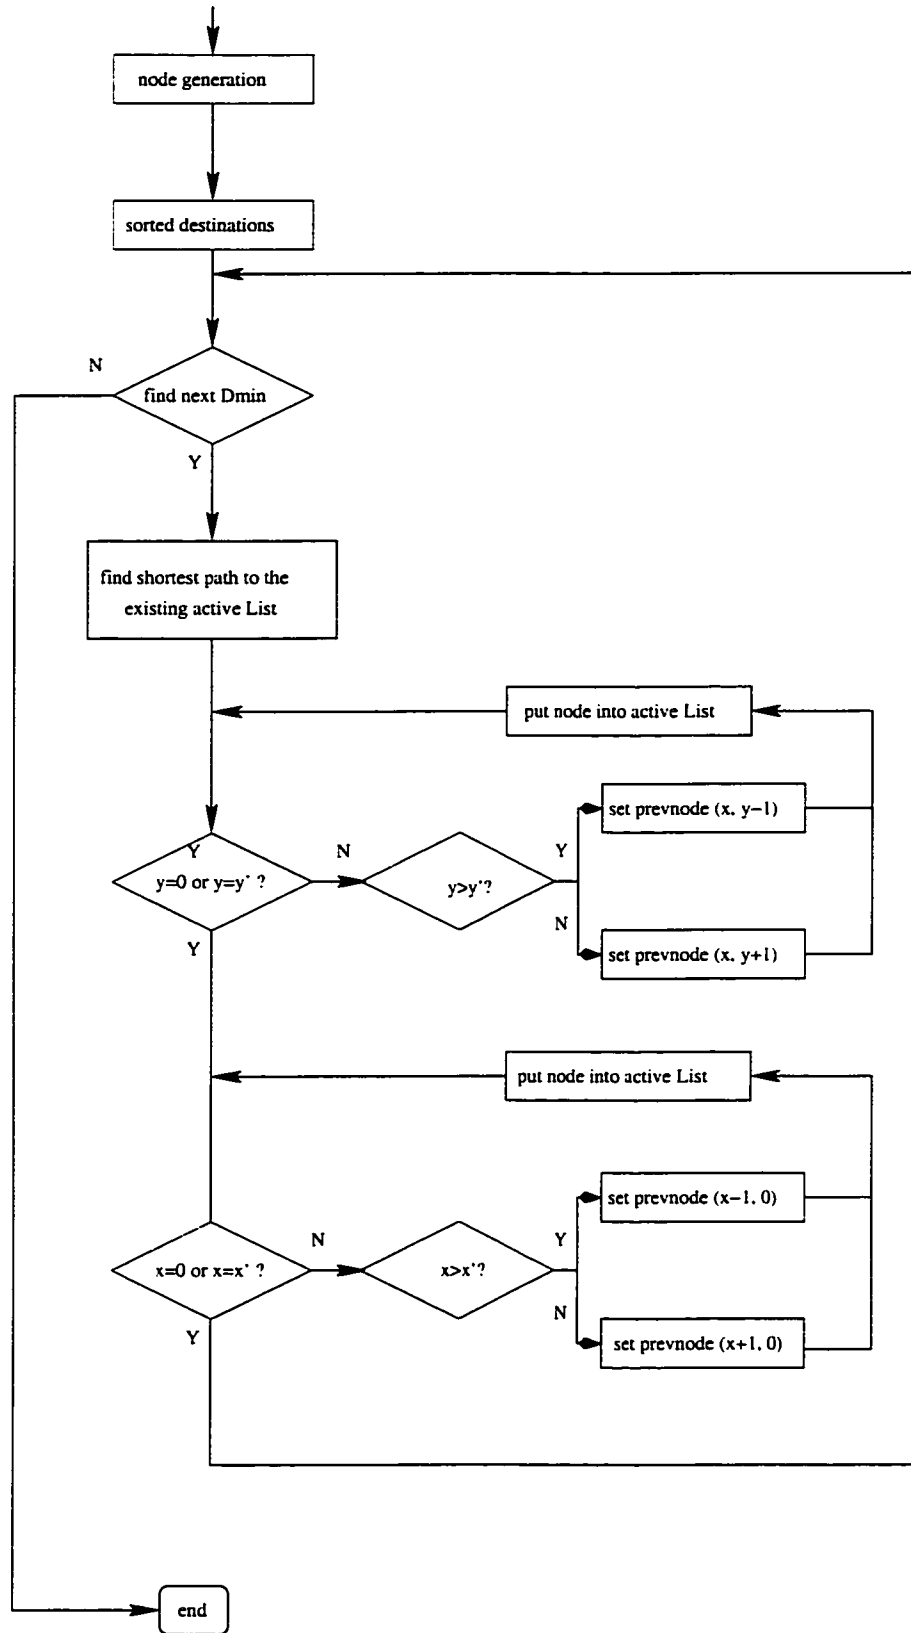 node generation
sorted destinations
N
find next Dmin
Y
find shortest path to the
existing active List
put node into active List
set prevnode (x, y-1)
Y
N
Y
y=0 or y=y' ?
y>y'?
N
Y
set prevnode (x, y+1)
put node into active List
set prevnode (x-1, 0)
N
Y
x=0 or x=x' ?
x>x'?
N
Y
set prevnode (x+1, 0)
end